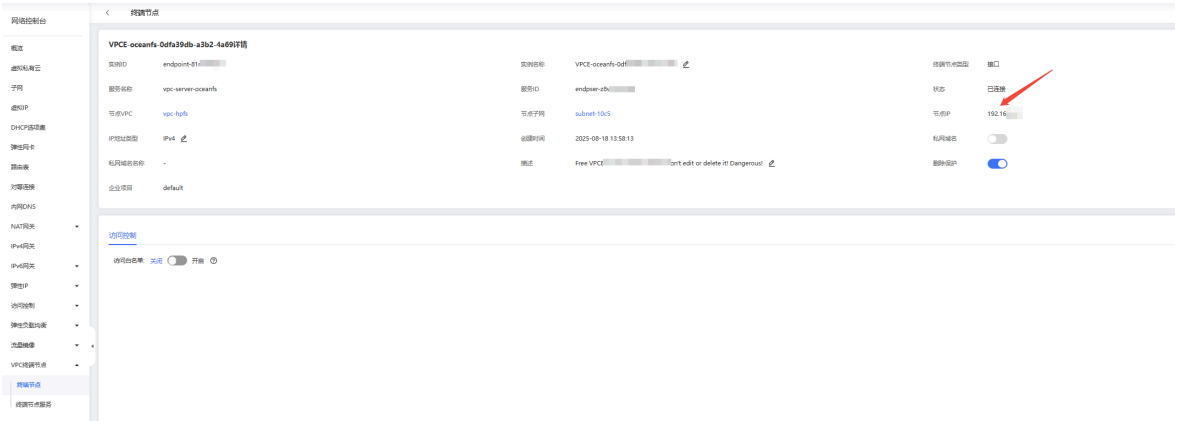 网络控制台
概览
虚拟私有云
子网
虚拟IP
DHCP选项集
弹性网卡
路由表
对等连接
内网DNS
NAT网关
IPv4网关
IPv6网关
弹性IP
访问控制
弹性负载均衡
流量镜像
VPC终端节点
终端节点
终端节点服务
终端节点
VPCE-oceanfs-0dfa39db-a3b2-4a69详情
实例ID endpoint-81 实例名称 VPCE-oceanfs-0df 终端节点类型 接口
服务名称 vpc-server-oceanfs 服务ID endpser-z8 状态 已连接
节点VPC vpc-hpfs 节点子网 subnet-10c5 节点IP 192.16
IP地址类型 IPv4 创建时间 2025-08-18 13:58:13 私网域名
私网域名名称 - 描述 Free VPCE on't edit or delete it! Dangerous! 删除保护
企业项目 default
访问控制
访问白名单: 关闭 开启